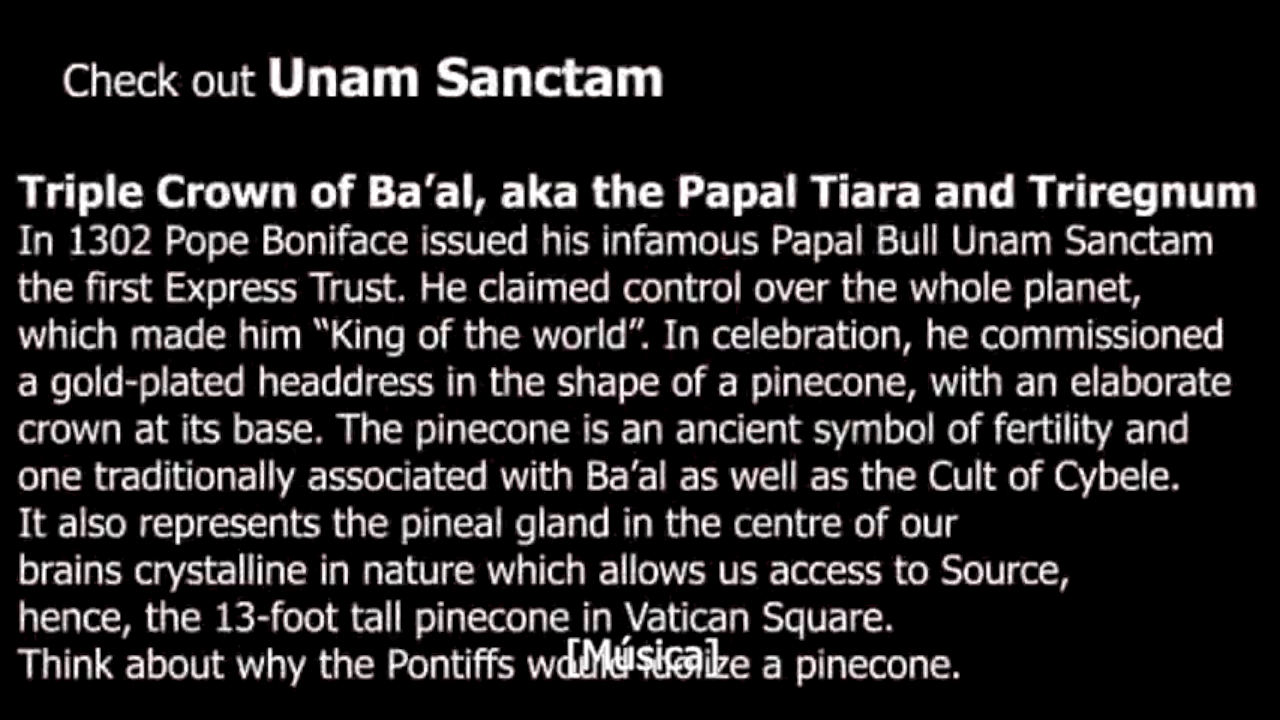 Check out Unam Sanctam
Triple Crown of Ba’al, aka the Papal Tiara and Triregnum
In 1302 Pope Boniface issued his infamous Papal Bull Unam Sanctam
the first Express Trust. He claimed control over the whole planet,
which made him “King of the world”. In celebration, he commissioned
a gold-plated headdress in the shape of a pinecone, with an elaborate
crown at its base. The pinecone is an ancient symbol of fertility and
one traditionally associated with Ba’al as well as the Cult of Cybele.
It also represents the pineal gland in the centre of our
brains crystalline in nature which allows us access to Source,
hence, the 13-foot tall pinecone in Vatican Square.
Think about why the Pontiffs would idolize a pinecone.
[Música]